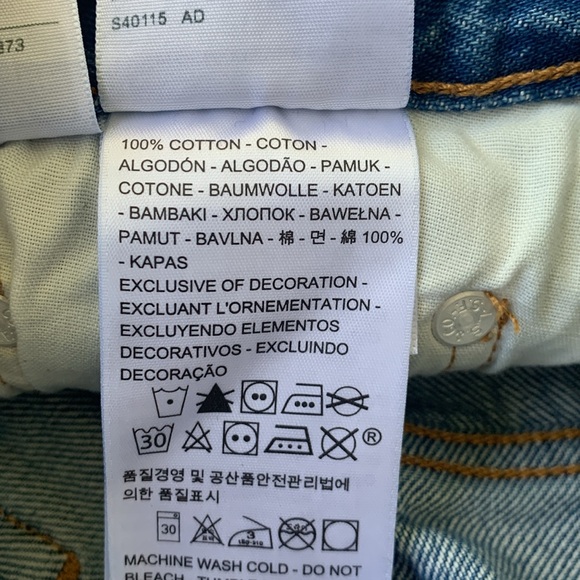 S40115 AD
373
100% COTTON - COTON -
ALGODÓN - ALGODÃO - PAMUK -
COTONE - BAUMWOLLE - KATOEN
- BAMBAKI - ХЛОПОК - BAWEŁNA -
PAMUT - BAVLNA - 棉 - 면 - 綿 100%
- KAPAS
EXCLUSIVE OF DECORATION -
EXCLUANT L'ORNEMENTATION -
EXCLUYENDO ELEMENTOS
DECORATIVOS - EXCLUINDO
DECORAÇÃO
30 ®
품질경영 및 공산품안전관리법에
의한 품질표시
30 3
MACHINE WASH COLD - DO NOT